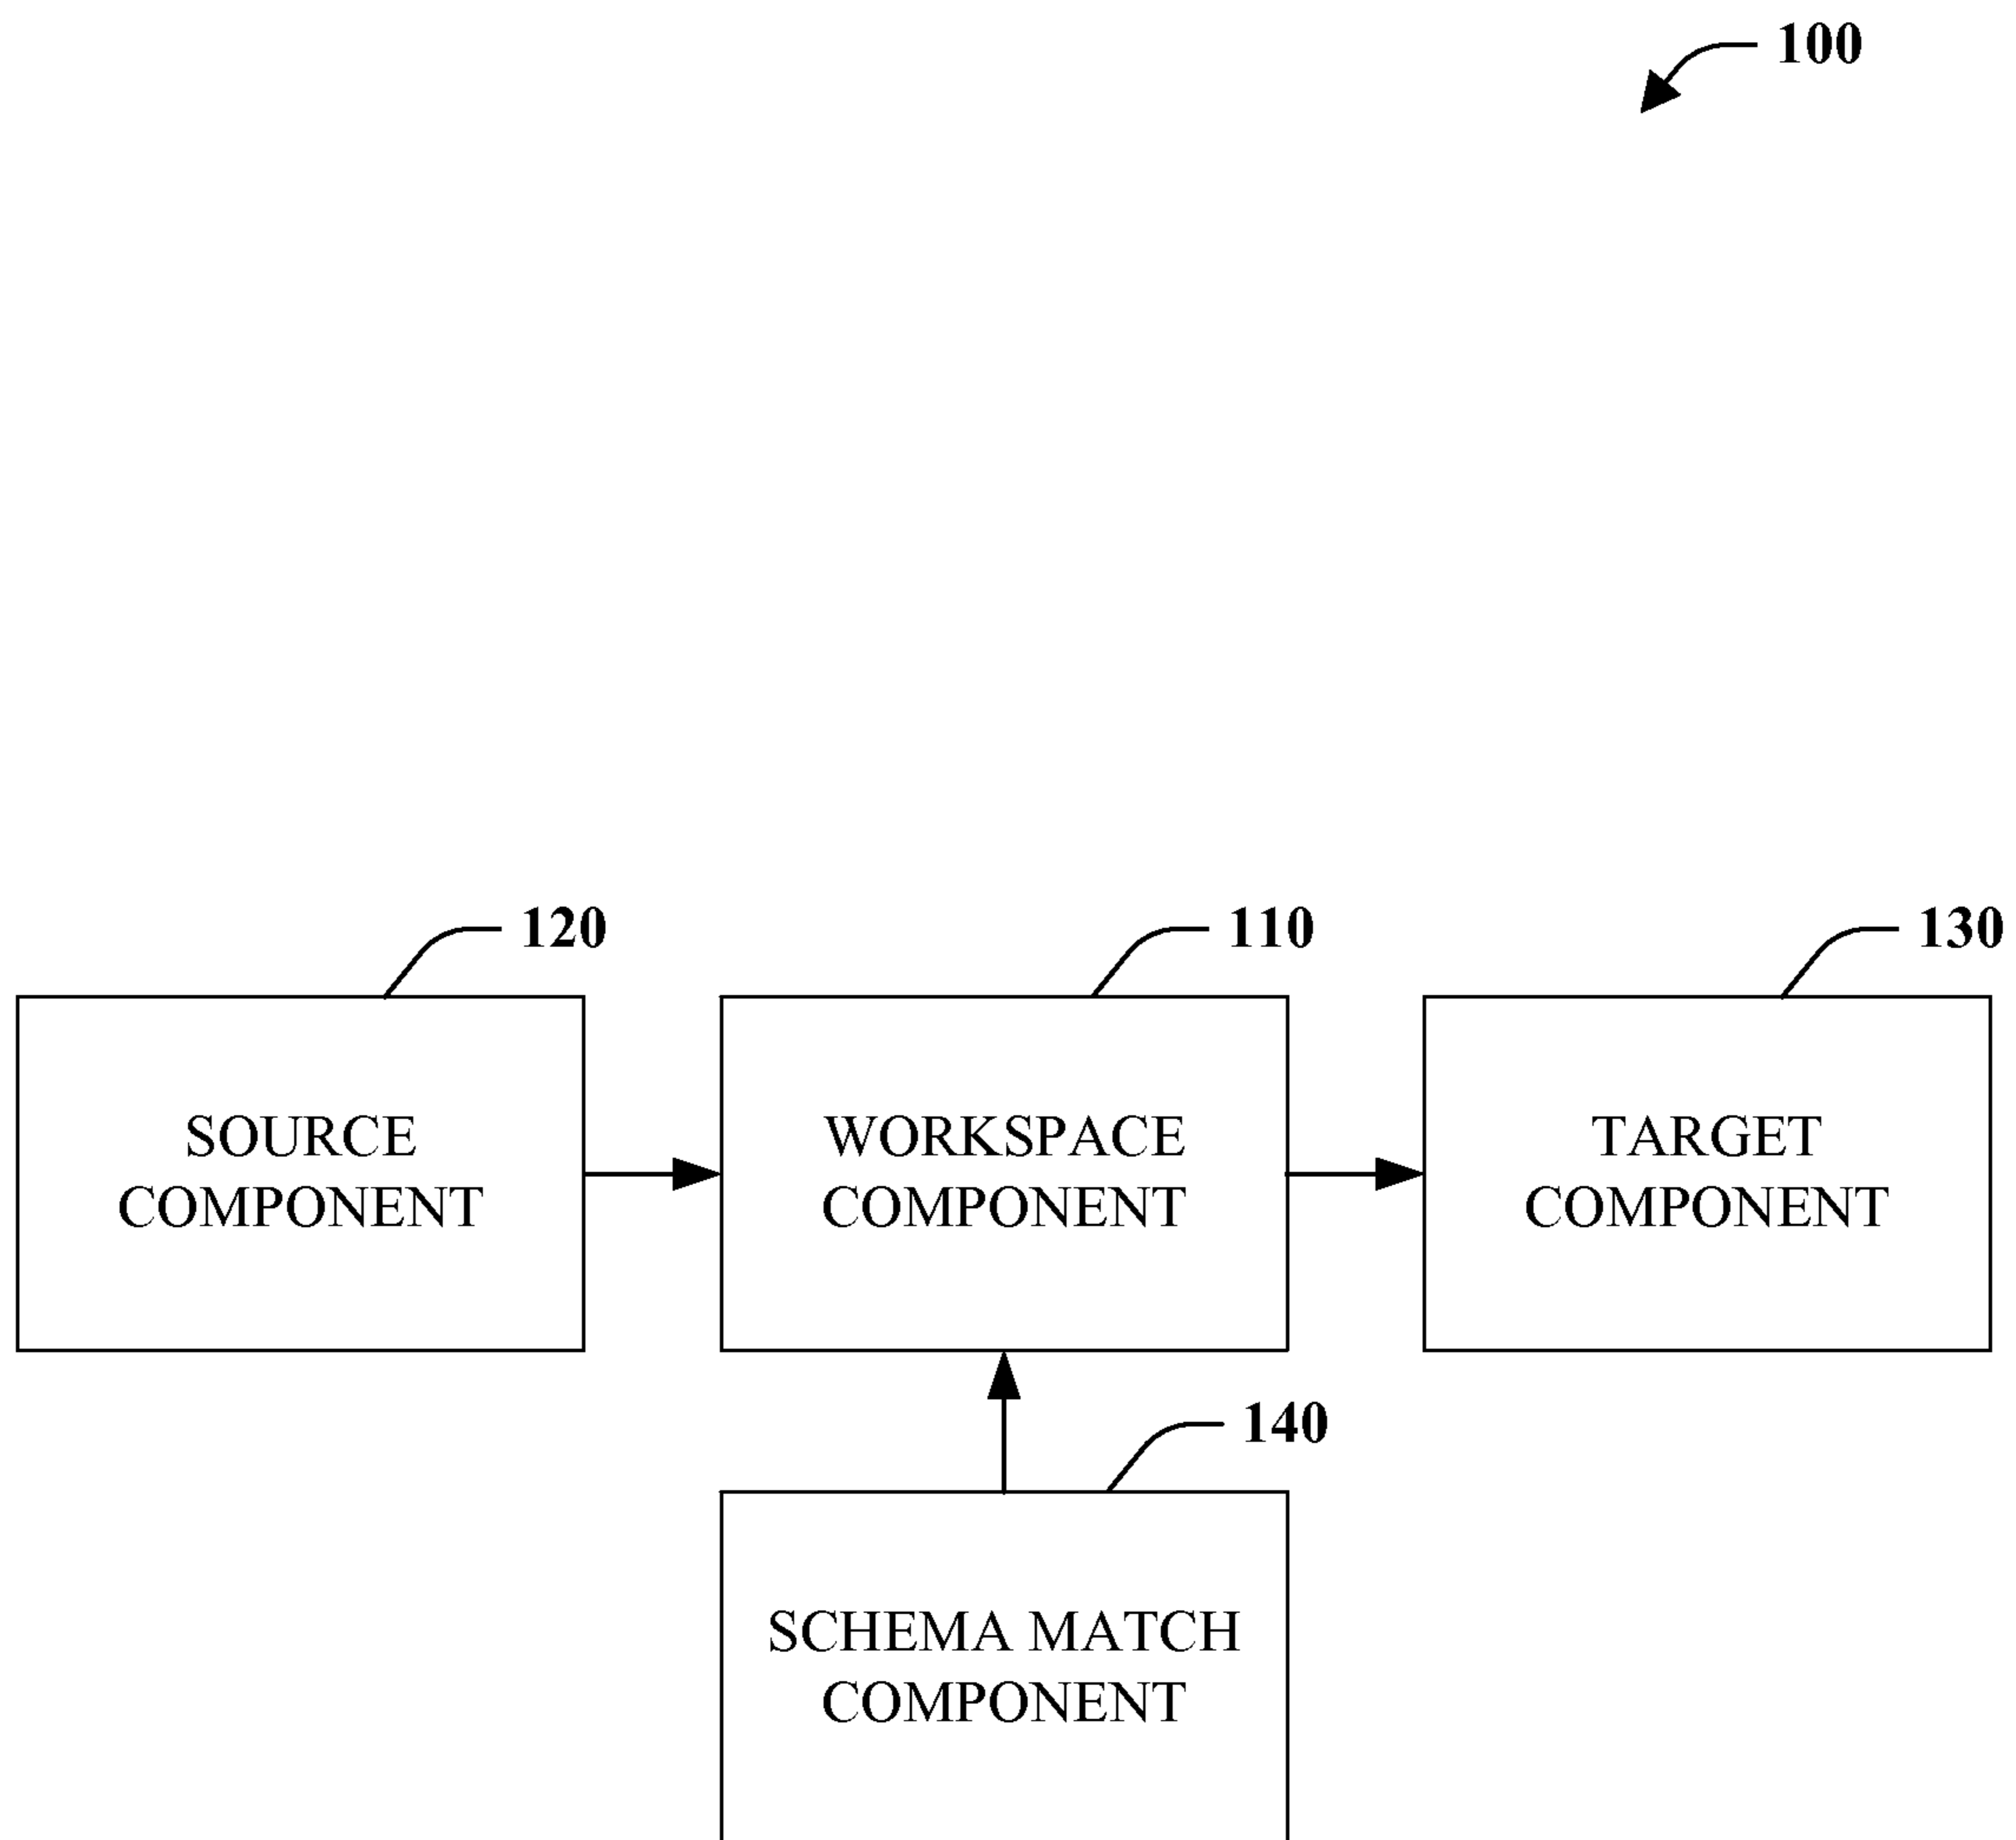 100
120
110
130
SOURCE
COMPONENT
WORKSPACE
COMPONENT
TARGET
COMPONENT
140
SCHEMA MATCH
COMPONENT